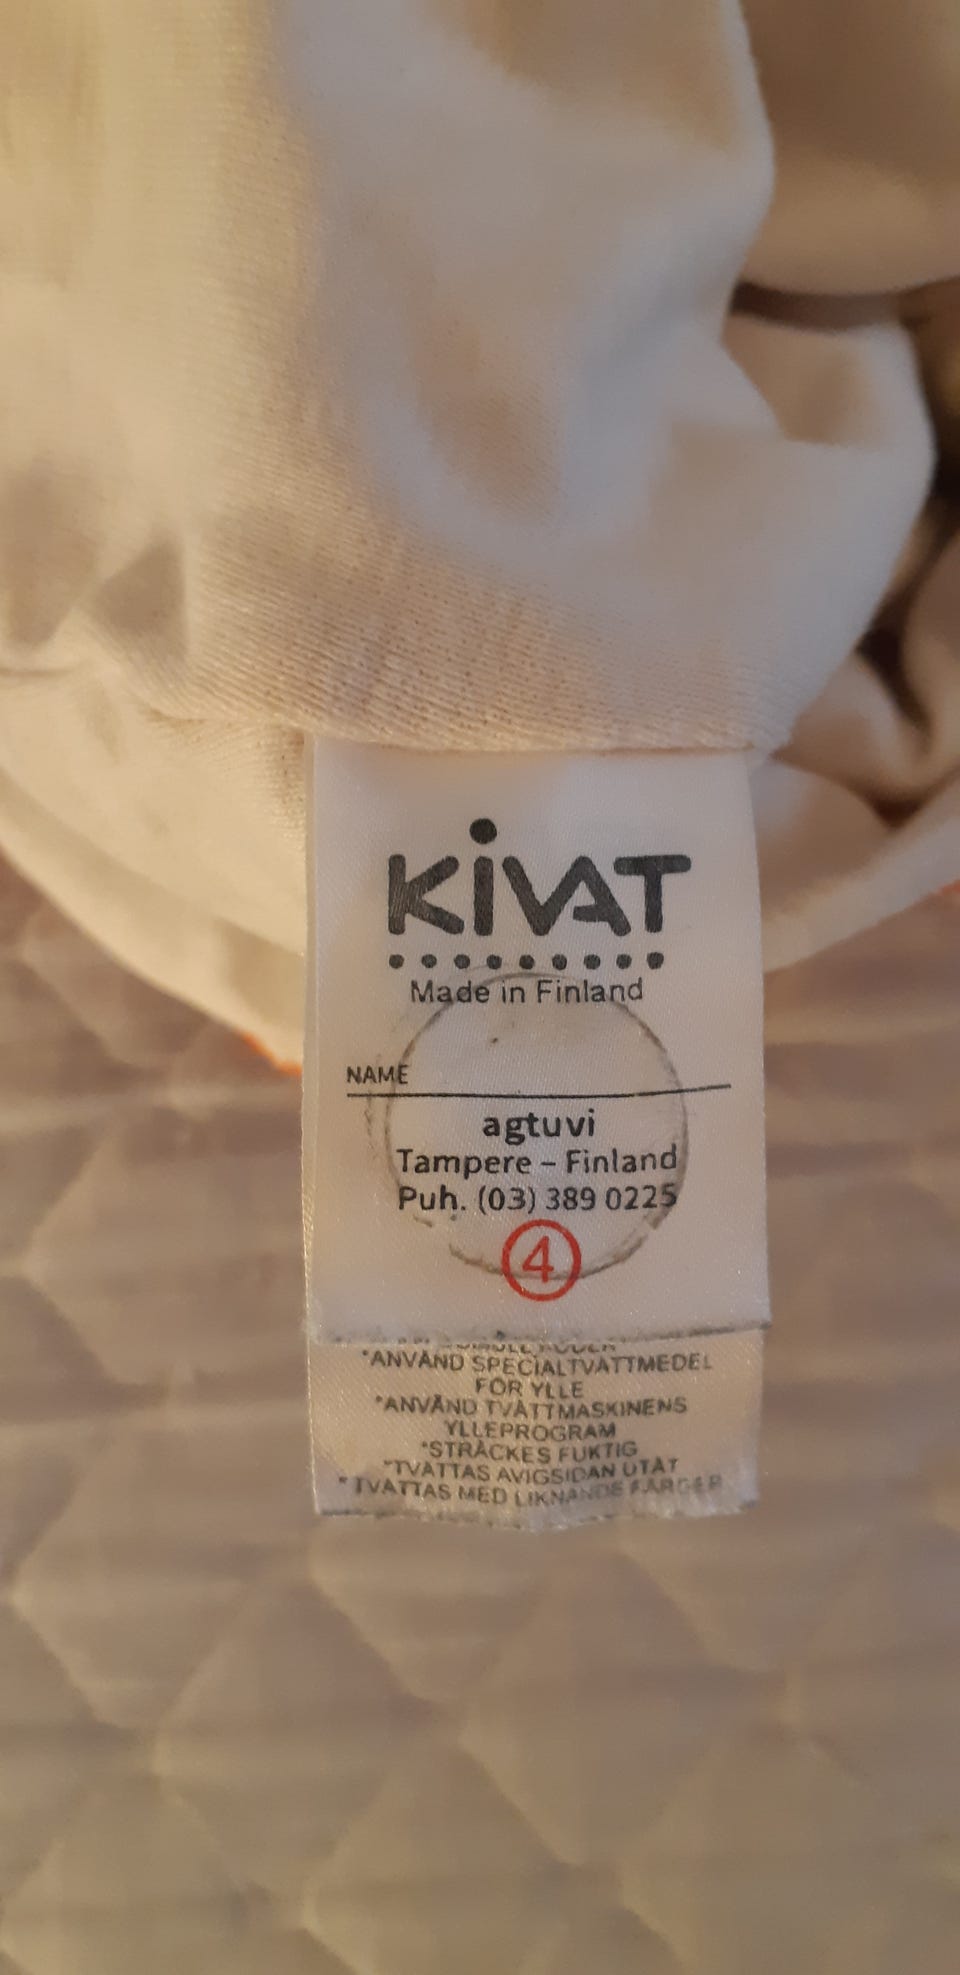 KiVAT
Made in Finland
NAME
agtuvi
Tampere – Finland
Puh. (03) 389 0225
4
*ANVÄND SPECIALTVÄTTMEDEL
FÖR YLLE
*ANVÄND TVÄTTMASKINENS
YLLEPROGRAM
*STRÄCKES FUKTIG
*TVÄTTAS AVIGSIDAN UTÅT
*TVÄTTAS MED LIKNANDE FÄRGER